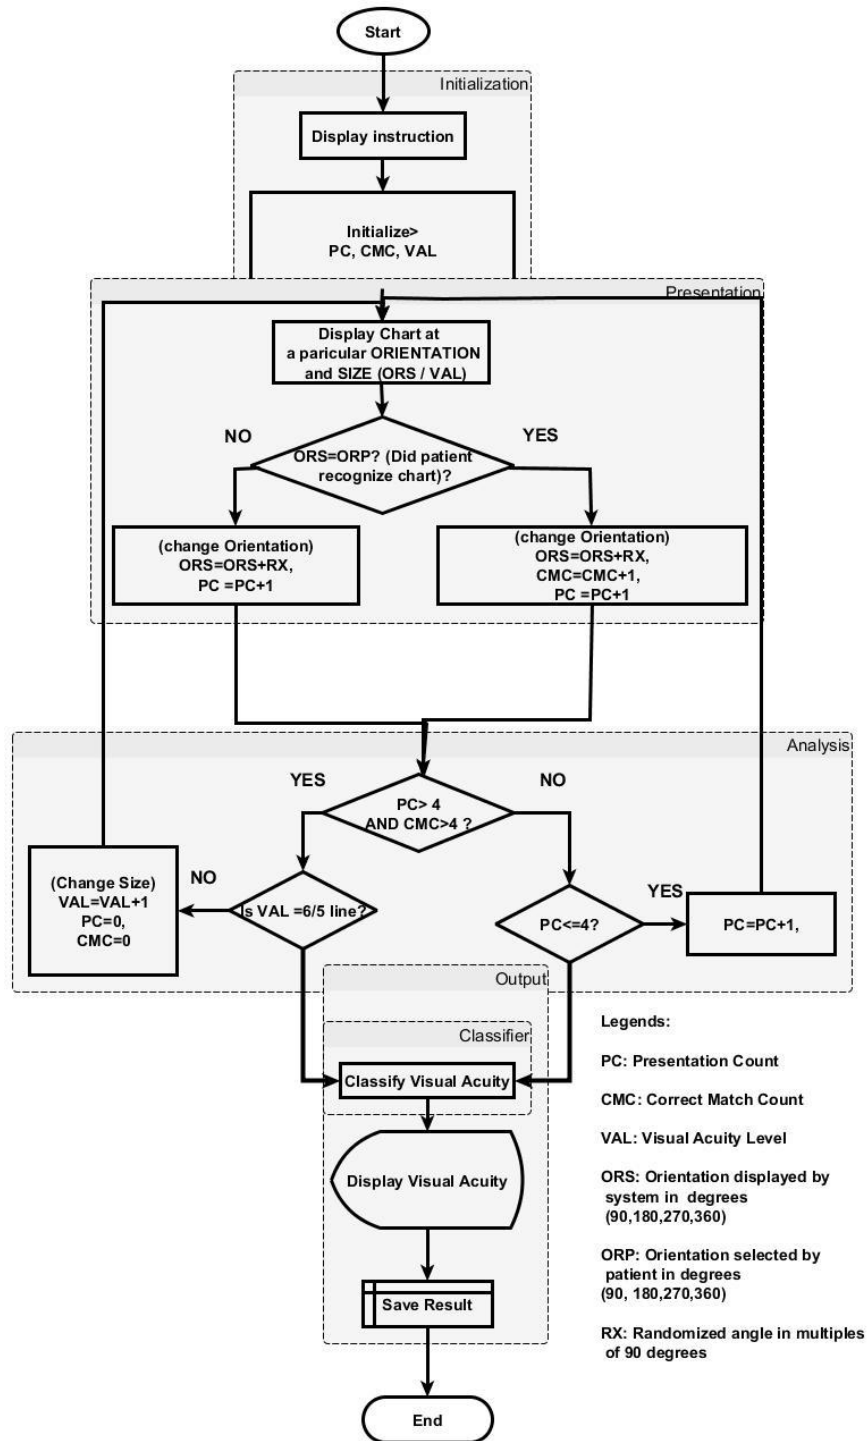 Start
Initialization
Display instruction
Initialize>
PC, CMC, VAL
Presentation
Display Chart at
a paricular ORIENTATION
and SIZE (ORS / VAL)
NO
YES
ORS=ORP? (Did patient
recognize chart)?
(change Orientation)
ORS=ORS+RX,
PC =PC+1
(change Orientation)
ORS=ORS+RX,
CMC=CMC+1,
PC =PC+1
Analysis
YES
NO
PC> 4
AND CMC>4 ?
(Change Size)
VAL=VAL+1
PC=0,
CMC=0
NO
Is VAL =6/5 line?
PC<=4?
YES
PC=PC+1,
Output
Classifier
Classify Visual Acuity
Display Visual Acuity
Save Result
End
Legends:
PC: Presentation Count
CMC: Correct Match Count
VAL: Visual Acuity Level
ORS: Orientation displayed by
system in degrees
(90,180,270,360)
ORP: Orientation selected by
patient in degrees
(90, 180,270,360)
RX: Randomized angle in multiples
of 90 degrees